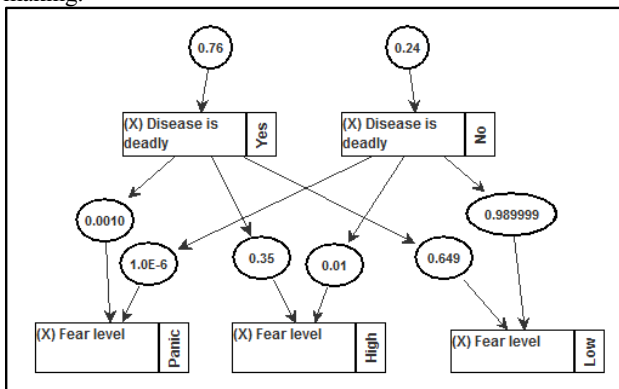 making.
0.76
0.24
(X) Disease is
deadly
Yes
(X) Disease is
deadly
No
0.0010
0.989999
1.0E-6
0.35
0.01
0.649
(X) Fear level
Panic
(X) Fear level
High
(X) Fear level
Low